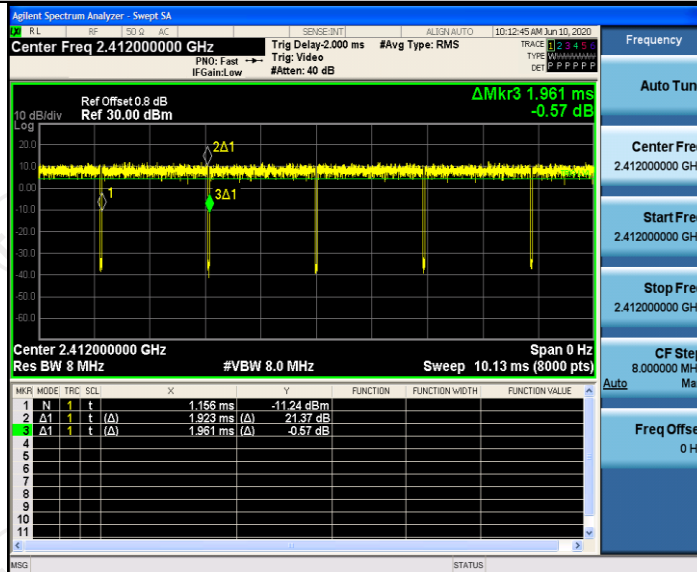 Agilent Spectrum Analyzer - Swept SA
RL RF 50 Ω AC SENSE:INT ALIGN AUTO 10:12:45 AM Jun 10, 2020
Center Freq 2.412000000 GHz
PNO: Fast
IFGain:Low
Trig Delay-2.000 ms
Trig: Video
#Atten: 40 dB
#Avg Type: RMS
TRACE 1 2 3 4 5 6
TYPE
DET P P P P P P
ΔMkr3 1.961 ms
-0.57 dB
Ref Offset 0.8 dB
10 dB/div Ref 30.00 dBm
Log
20.0
10.0
0.00
-10.0
-20.0
-30.0
-40.0
-50.0
-60.0
2Δ1
1
3Δ1
Center 2.412000000 GHz Span 0 Hz
Res BW 8 MHz #VBW 8.0 MHz Sweep 10.13 ms (8000 pts)
MKR MODE TRC SCL X Y FUNCTION FUNCTION WIDTH FUNCTION VALUE
1 N 1 t 1.156 ms -11.24 dBm
2 Δ1 1 t (Δ) 1.923 ms (Δ) 21.37 dB
3 Δ1 1 t (Δ) 1.961 ms (Δ) -0.57 dB
4
5
6
7
8
9
10
11
MSG STATUS
Frequency
Auto Tun
Center Fre
2.412000000 GH
Start Fre
2.412000000 GH
Stop Fre
2.412000000 GH
CF Step
8.000000 MH
Auto Ma
Freq Offse
0 H